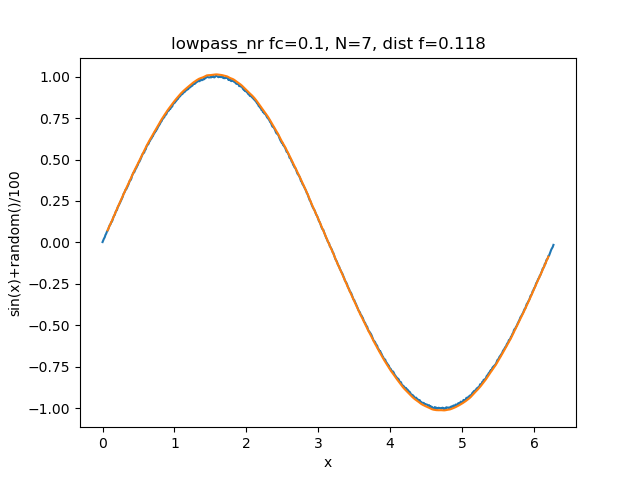 lowpass_nr fc=0.1, N=7, dist f=0.118
1.00
0.75
0.50
0.25
0.00
−0.25
−0.50
−0.75
−1.00
sin(x)+random()/100
0 1 2 3 4 5 6
x